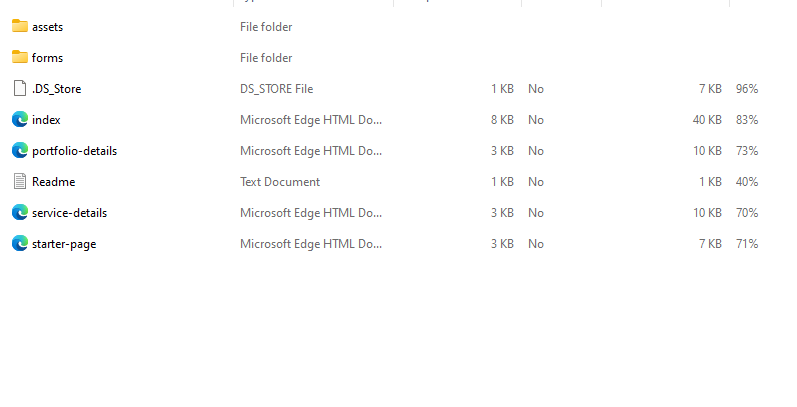 assets File folder
forms File folder
.DS_Store DS_STORE File 1 KB No 7 KB 96%
index Microsoft Edge HTML Do... 8 KB No 40 KB 83%
portfolio-details Microsoft Edge HTML Do... 3 KB No 10 KB 73%
Readme Text Document 1 KB No 1 KB 40%
service-details Microsoft Edge HTML Do... 3 KB No 10 KB 70%
starter-page Microsoft Edge HTML Do... 3 KB No 7 KB 71%